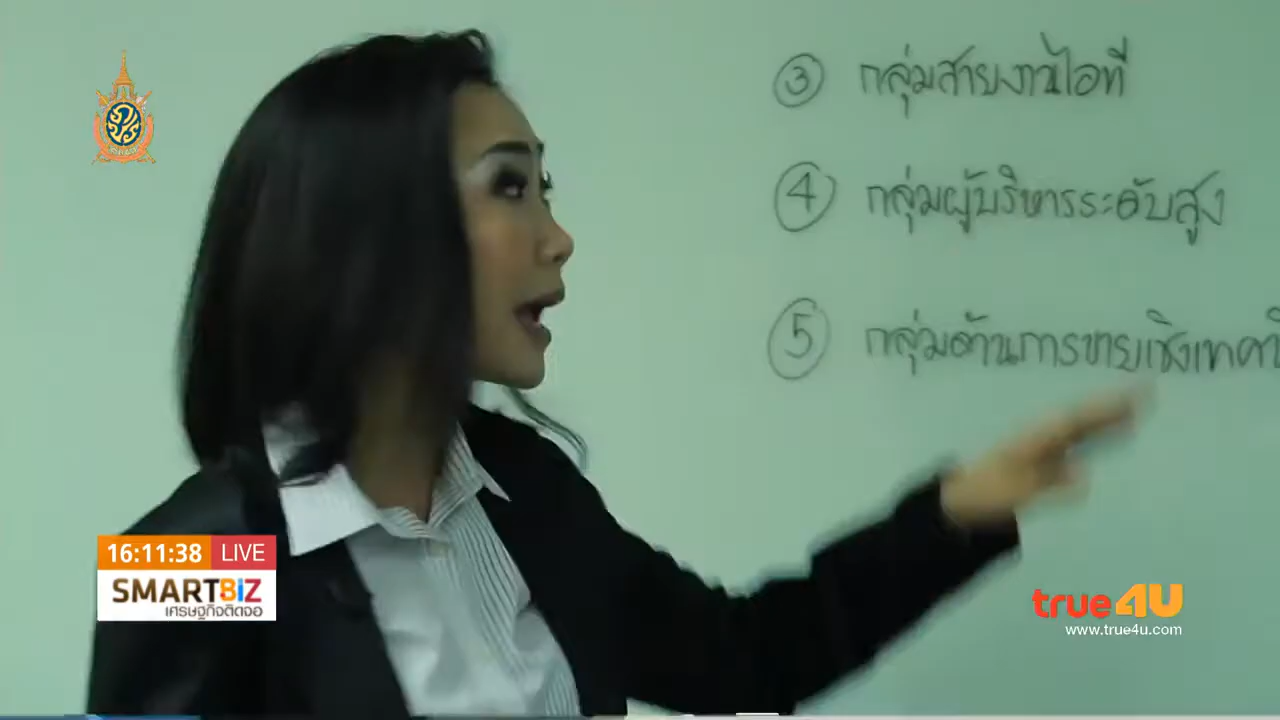 ③ กลุ่มสายงานไอที
④ กลุ่มผู้บริหารระดับสูง
⑤ กลุ่มด้านการขายเชิงเทคนิ
16:11:38 LIVE
SMARTBIZ
เศรษฐกิจติดจอ
true4U
www.true4u.com